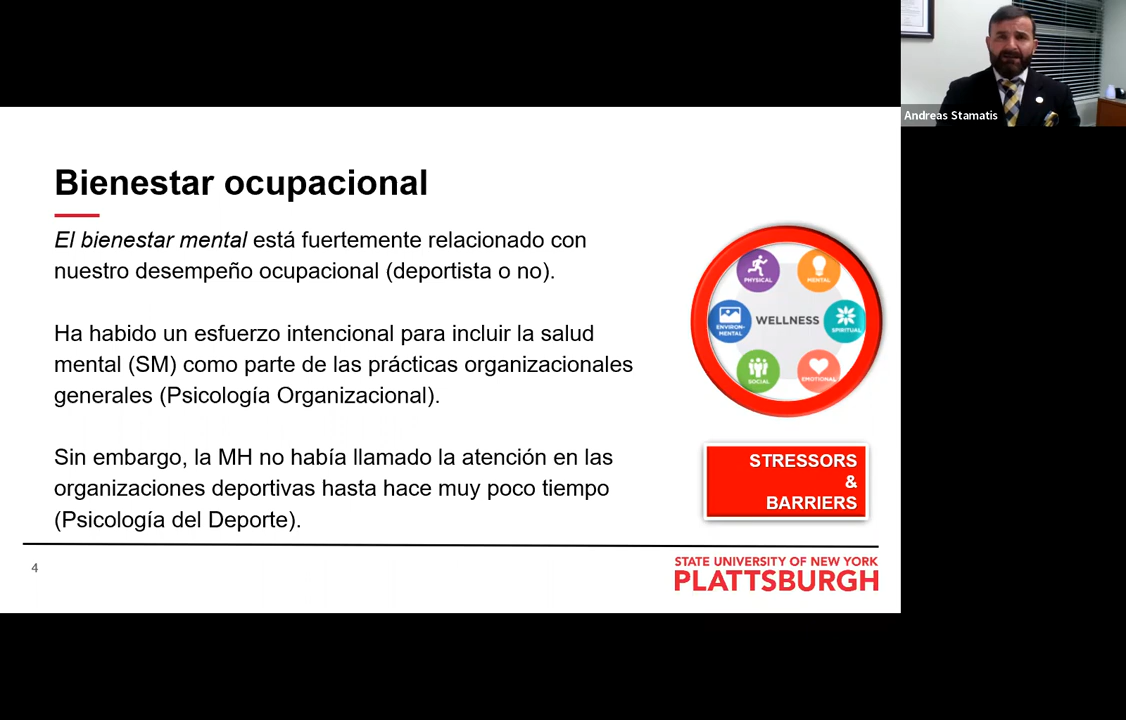 Andreas Stamatis
Bienestar ocupacional
El bienestar mental está fuertemente relacionado con
nuestro desempeño ocupacional (deportista o no).
Ha habido un esfuerzo intencional para incluir la salud
mental (SM) como parte de las prácticas organizacionales
generales (Psicología Organizacional).
Sin embargo, la MH no había llamado la atención en las
organizaciones deportivas hasta hace muy poco tiempo
(Psicología del Deporte).
PHYSICAL
MENTAL
ENVIRON-
MENTAL
WELLNESS
SPIRITUAL
SOCIAL
EMOTIONAL
STRESSORS
&
BARRIERS
4
STATE UNIVERSITY OF NEW YORK
PLATTSBURGH